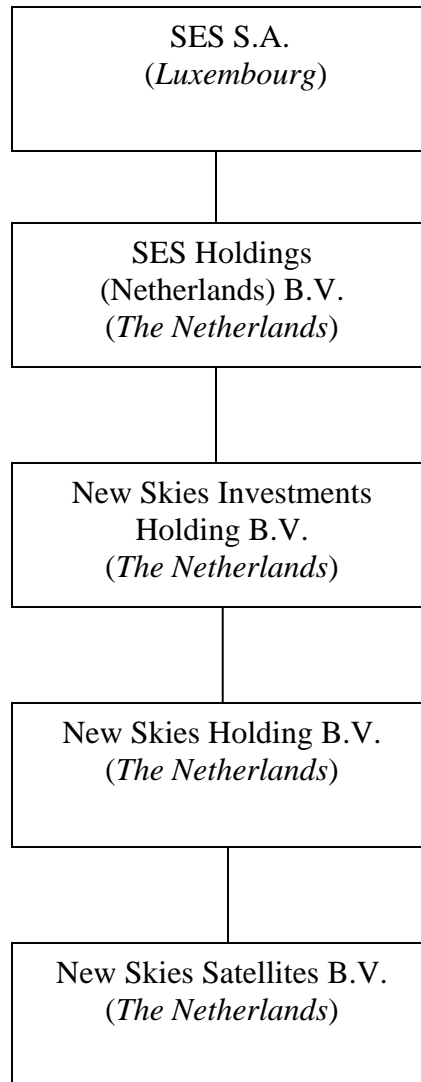 SES S.A.
(Luxembourg)
SES Holdings
(Netherlands) B.V.
(The Netherlands)
New Skies Investments
Holding B.V.
(The Netherlands)
New Skies Holding B.V.
(The Netherlands)
New Skies Satellites B.V.
(The Netherlands)